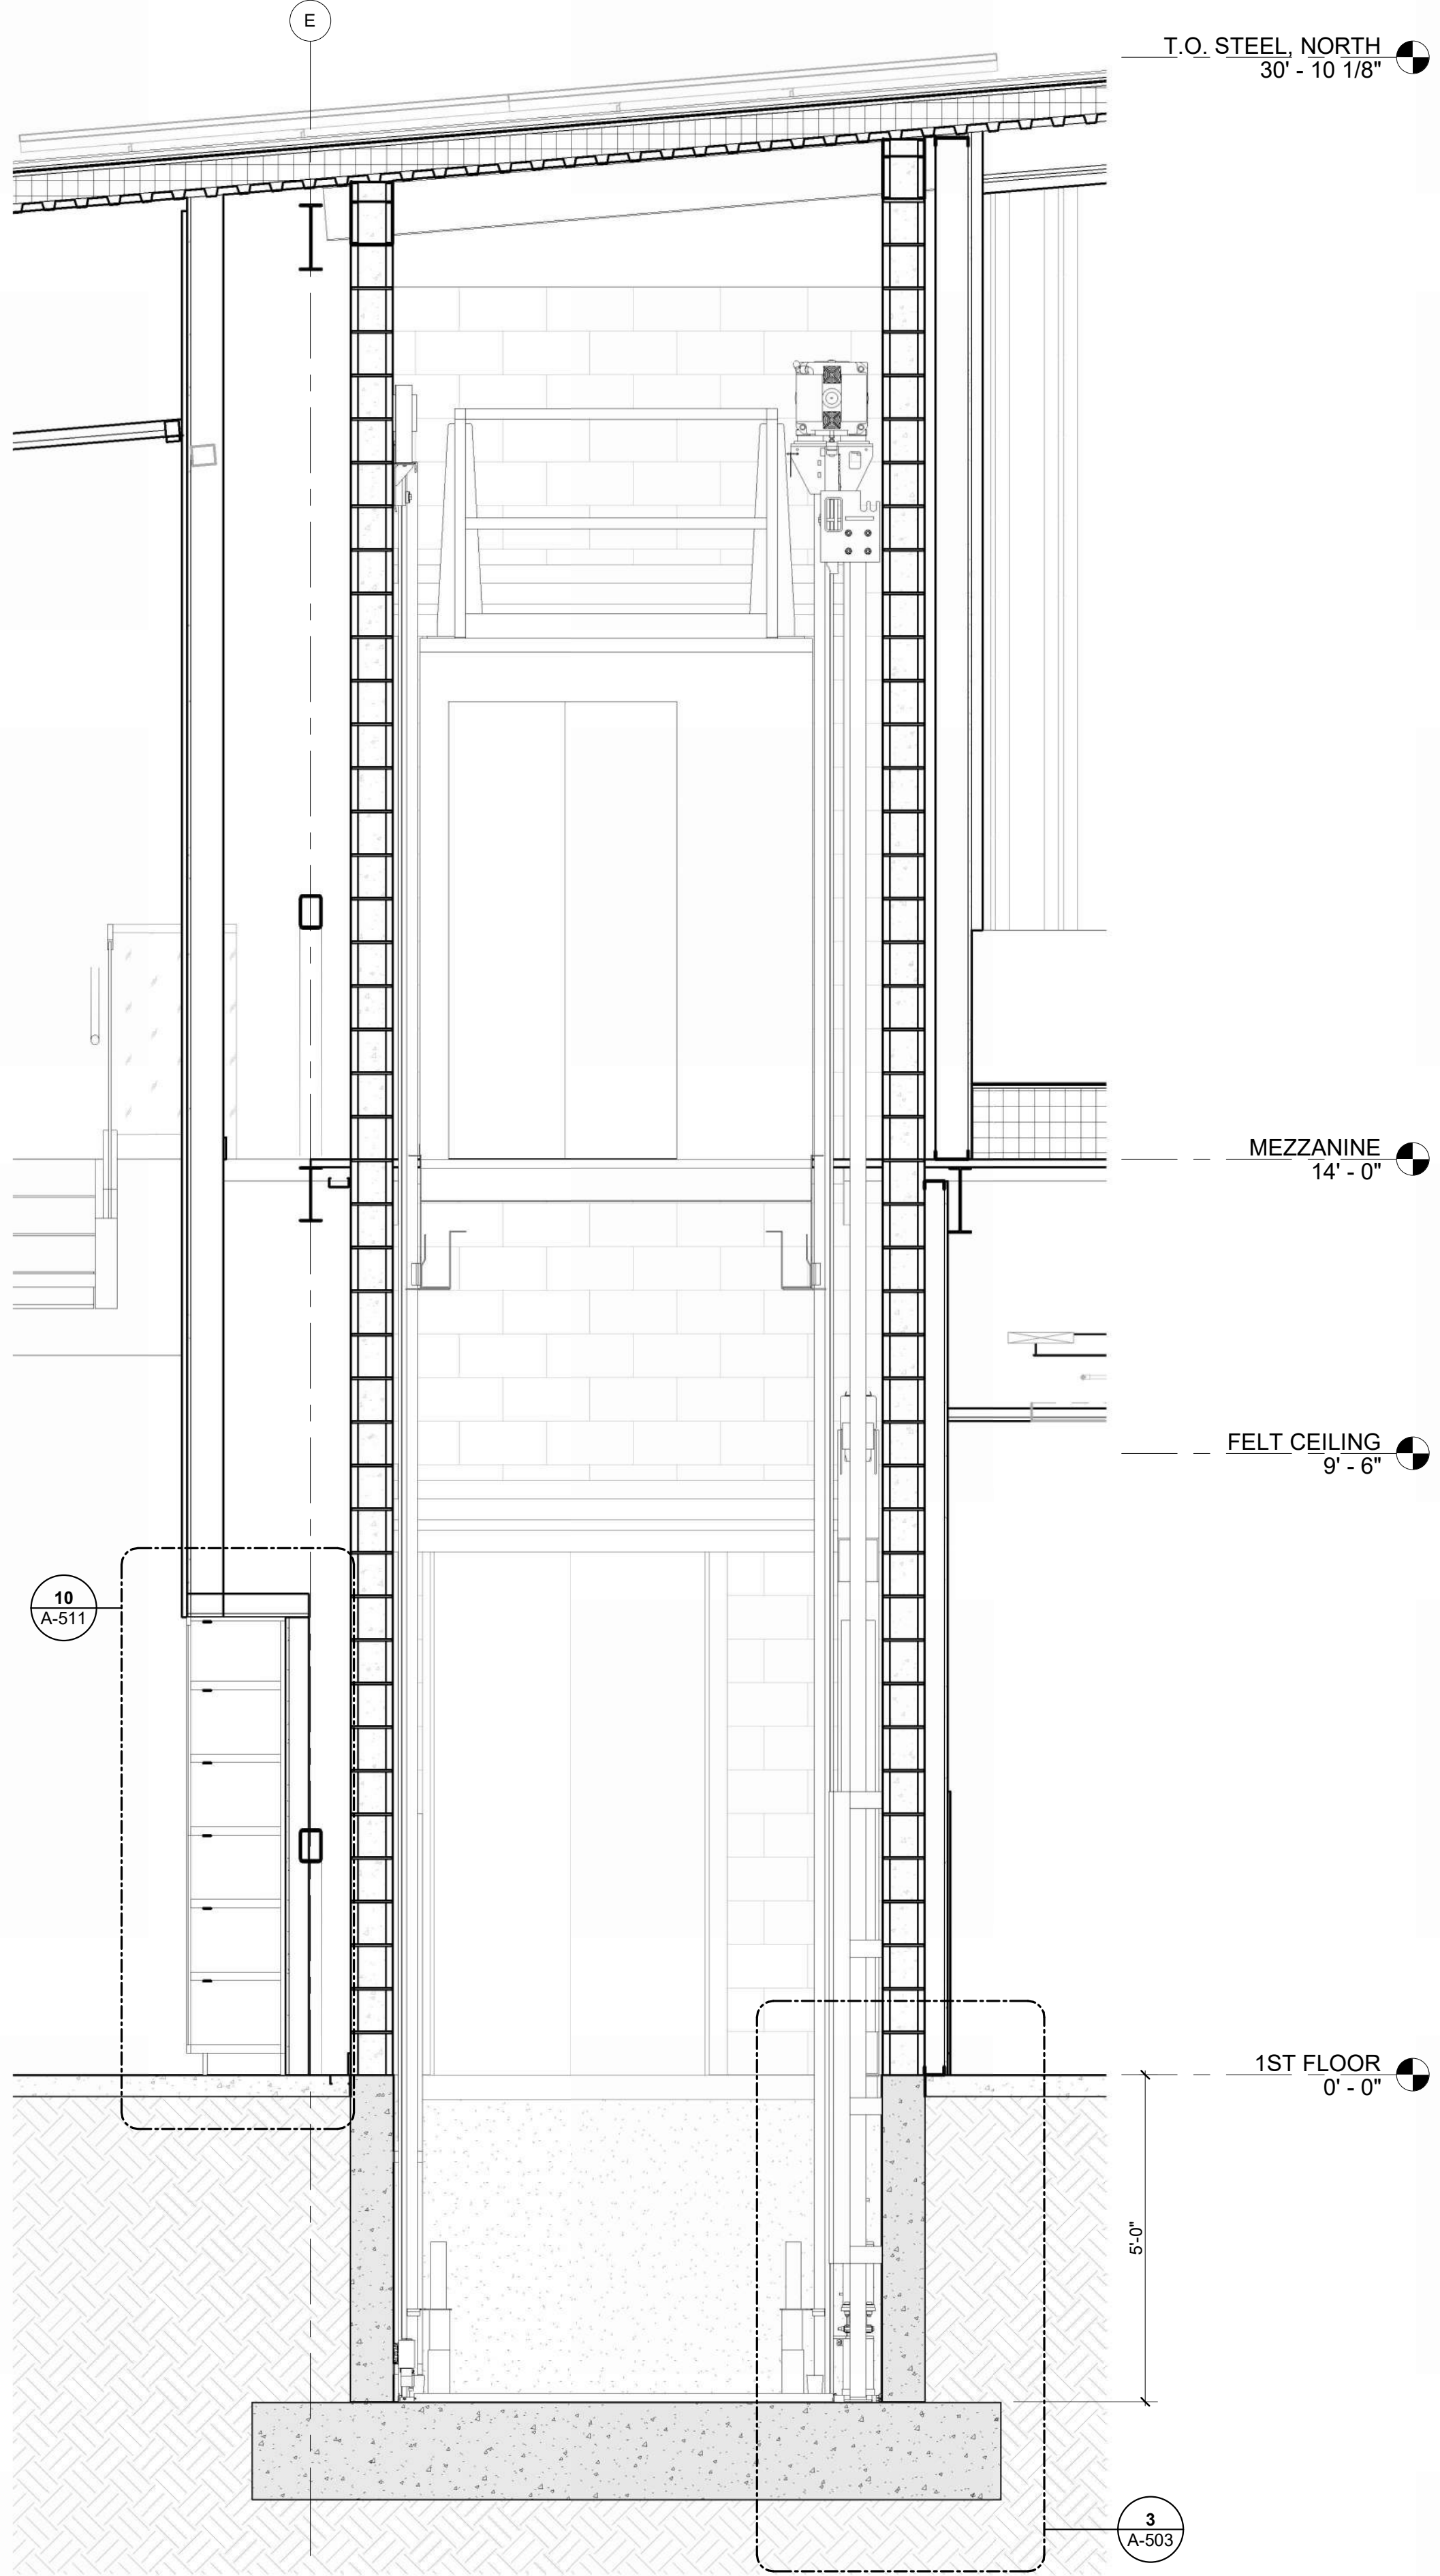 E
T.O. STEEL, NORTH
30' - 10 1/8"
MEZZANINE
14' - 0"
FELT CEILING
9' - 6"
10
A-511
1ST FLOOR
0' - 0"
5'-0"
3
A-503